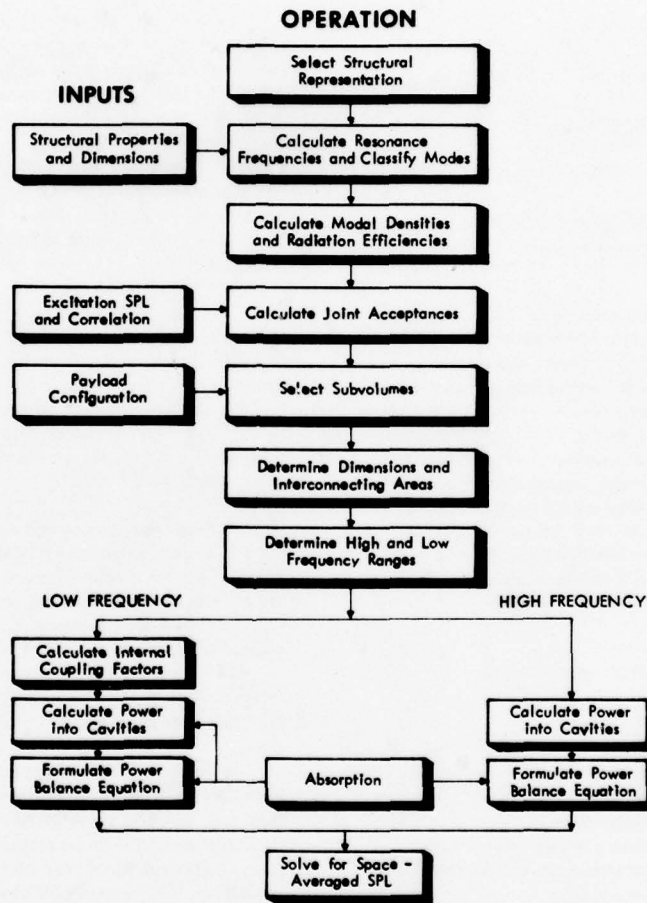 OPERATION
Select Structural
Representation
INPUTS
Structural Properties
and Dimensions
Calculate Resonance
Frequencies and Classify Modes
Calculate Modal Densities
and Radiation Efficiencies
Excitation SPL
and Correlation
Calculate Joint Acceptances
Payload
Configuration
Select Subvolumes
Determine Dimensions and
Interconnecting Areas
Determine High and Low
Frequency Ranges
LOW FREQUENCY
HIGH FREQUENCY
Calculate Internal
Coupling Factors
Calculate Power
into Cavities
Calculate Power
into Cavities
Formulate Power
Balance Equation
Absorption
Formulate Power
Balance Equation
Solve for Space -
Averaged SPL